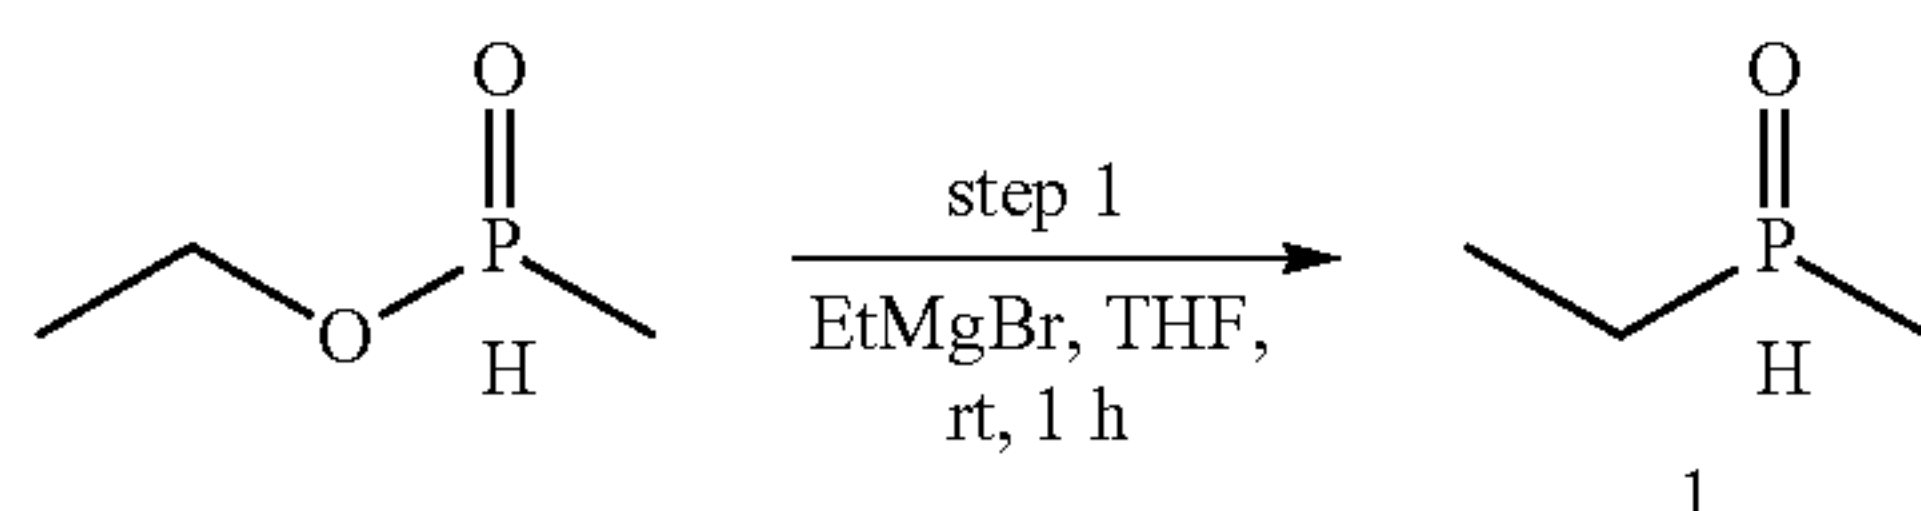 O
O
step 1
P
P
EtMgBr, THF,
O
H
H
rt, 1 h
1